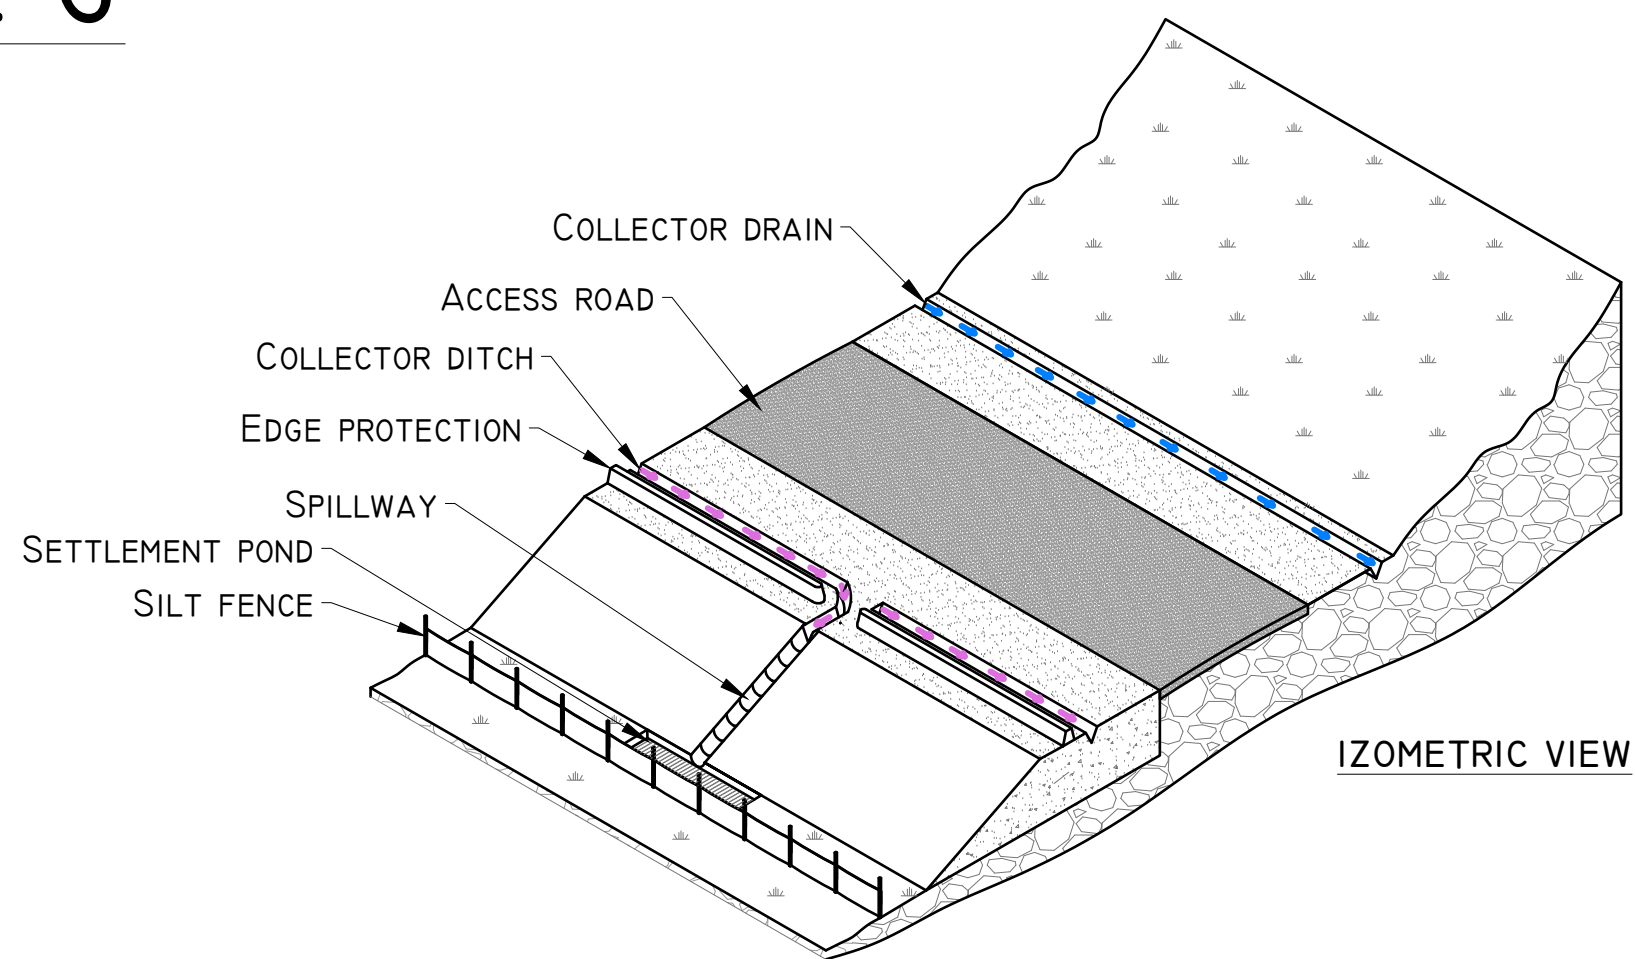 Collector drain
Access road
Collector ditch
Edge protection
Spillway
Settlement pond
Silt fence
IZOMETRIC VIEW